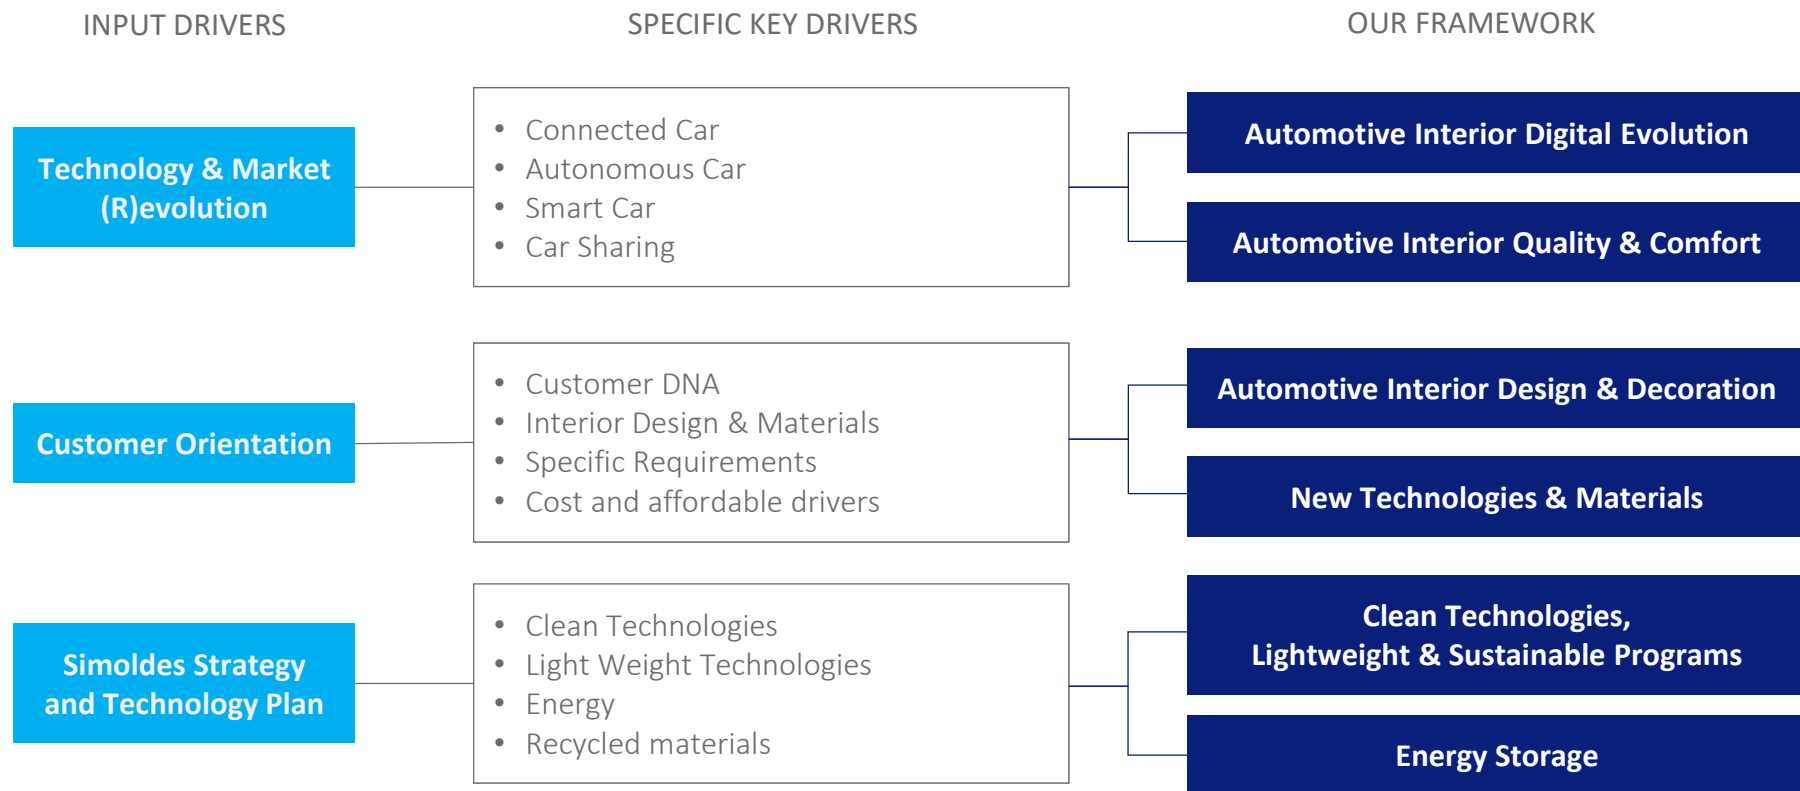 INPUT DRIVERS
SPECIFIC KEY DRIVERS
OUR FRAMEWORK
Technology & Market
(R)evolution
• Connected Car
• Autonomous Car
• Smart Car
• Car Sharing
Automotive Interior Digital Evolution
Automotive Interior Quality & Comfort
Customer Orientation
• Customer DNA
• Interior Design & Materials
• Specific Requirements
• Cost and affordable drivers
Automotive Interior Design & Decoration
New Technologies & Materials
Simoldes Strategy
and Technology Plan
• Clean Technologies
• Light Weight Technologies
• Energy
• Recycled materials
Clean Technologies,
Lightweight & Sustainable Programs
Energy Storage